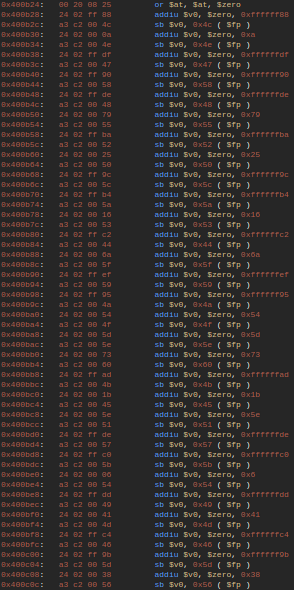 0x400b24: 00 20 08 25 or $at, $at, $zero
0x400b28: 24 02 ff 88 addiu $v0, $zero, 0xffffff88
0x400b2c: a3 c2 00 4c sb $v0, 0x4c ( $fp )
0x400b30: 24 02 00 0a addiu $v0, $zero, 0xa
0x400b34: a3 c2 00 4e sb $v0, 0x4e ( $fp )
0x400b38: 24 02 ff df addiu $v0, $zero, 0xffffffdf
0x400b3c: a3 c2 00 47 sb $v0, 0x47 ( $fp )
0x400b40: 24 02 ff 90 addiu $v0, $zero, 0xffffff90
0x400b44: a3 c2 00 58 sb $v0, 0x58 ( $fp )
0x400b48: 24 02 ff de addiu $v0, $zero, 0xffffffde
0x400b4c: a3 c2 00 48 sb $v0, 0x48 ( $fp )
0x400b50: 24 02 00 79 addiu $v0, $zero, 0x79
0x400b54: a3 c2 00 55 sb $v0, 0x55 ( $fp )
0x400b58: 24 02 ff ba addiu $v0, $zero, 0xffffffba
0x400b5c: a3 c2 00 52 sb $v0, 0x52 ( $fp )
0x400b60: 24 02 00 25 addiu $v0, $zero, 0x25
0x400b64: a3 c2 00 50 sb $v0, 0x50 ( $fp )
0x400b68: 24 02 ff 9c addiu $v0, $zero, 0xffffff9c
0x400b6c: a3 c2 00 5c sb $v0, 0x5c ( $fp )
0x400b70: 24 02 ff b4 addiu $v0, $zero, 0xffffffb4
0x400b74: a3 c2 00 5a sb $v0, 0x5a ( $fp )
0x400b78: 24 02 00 16 addiu $v0, $zero, 0x16
0x400b7c: a3 c2 00 53 sb $v0, 0x53 ( $fp )
0x400b80: 24 02 ff c2 addiu $v0, $zero, 0xffffffc2
0x400b84: a3 c2 00 44 sb $v0, 0x44 ( $fp )
0x400b88: 24 02 00 6a addiu $v0, $zero, 0x6a
0x400b8c: a3 c2 00 5f sb $v0, 0x5f ( $fp )
0x400b90: 24 02 ff ef addiu $v0, $zero, 0xffffffef
0x400b94: a3 c2 00 59 sb $v0, 0x59 ( $fp )
0x400b98: 24 02 ff 95 addiu $v0, $zero, 0xffffff95
0x400b9c: a3 c2 00 4a sb $v0, 0x4a ( $fp )
0x400ba0: 24 02 00 54 addiu $v0, $zero, 0x54
0x400ba4: a3 c2 00 4f sb $v0, 0x4f ( $fp )
0x400ba8: 24 02 00 5d addiu $v0, $zero, 0x5d
0x400bac: a3 c2 00 5e sb $v0, 0x5e ( $fp )
0x400bb0: 24 02 00 73 addiu $v0, $zero, 0x73
0x400bb4: a3 c2 00 60 sb $v0, 0x60 ( $fp )
0x400bb8: 24 02 ff ad addiu $v0, $zero, 0xffffffad
0x400bbc: a3 c2 00 4b sb $v0, 0x4b ( $fp )
0x400bc0: 24 02 00 1b addiu $v0, $zero, 0x1b
0x400bc4: a3 c2 00 45 sb $v0, 0x45 ( $fp )
0x400bc8: 24 02 00 5e addiu $v0, $zero, 0x5e
0x400bcc: a3 c2 00 51 sb $v0, 0x51 ( $fp )
0x400bd0: 24 02 ff de addiu $v0, $zero, 0xffffffde
0x400bd4: a3 c2 00 57 sb $v0, 0x57 ( $fp )
0x400bd8: 24 02 ff c0 addiu $v0, $zero, 0xffffffc0
0x400bdc: a3 c2 00 5b sb $v0, 0x5b ( $fp )
0x400be0: 24 02 00 06 addiu $v0, $zero, 0x6
0x400be4: a3 c2 00 54 sb $v0, 0x54 ( $fp )
0x400be8: 24 02 ff dd addiu $v0, $zero, 0xffffffdd
0x400bec: a3 c2 00 49 sb $v0, 0x49 ( $fp )
0x400bf0: 24 02 00 41 addiu $v0, $zero, 0x41
0x400bf4: a3 c2 00 4d sb $v0, 0x4d ( $fp )
0x400bf8: 24 02 ff c4 addiu $v0, $zero, 0xffffffc4
0x400bfc: a3 c2 00 46 sb $v0, 0x46 ( $fp )
0x400c00: 24 02 ff 9b addiu $v0, $zero, 0xffffff9b
0x400c04: a3 c2 00 5d sb $v0, 0x5d ( $fp )
0x400c08: 24 02 00 38 addiu $v0, $zero, 0x38
0x400c0c: a3 c2 00 56 sb $v0, 0x56 ( $fp )